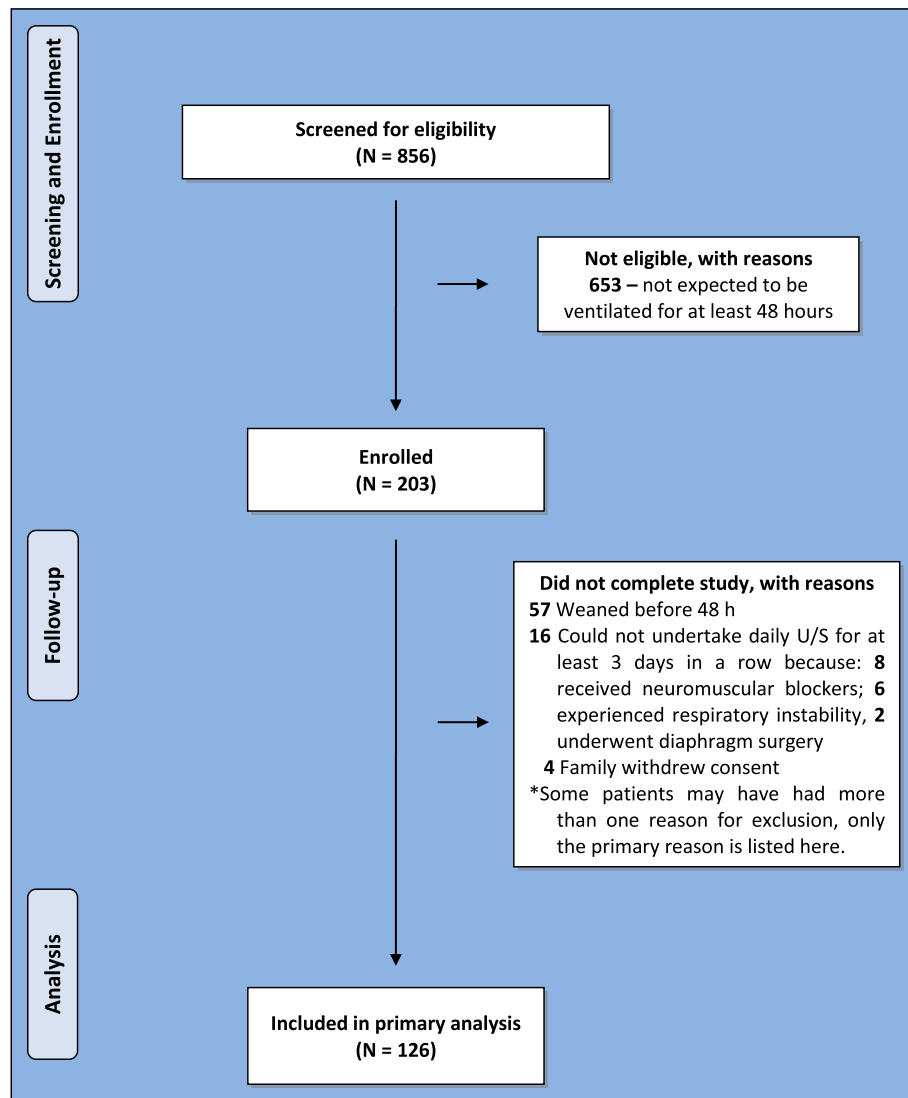 Screening and Enrollment
Screened for eligibility
(N = 856)
Not eligible, with reasons
653 – not expected to be
ventilated for at least 48 hours
Enrolled
(N = 203)
Follow-up
Did not complete study, with reasons
57 Weaned before 48 h
16 Could not undertake daily U/S for at
least 3 days in a row because: 8
received neuromuscular blockers; 6
experienced respiratory instability, 2
underwent diaphragm surgery
4 Family withdrew consent
*Some patients may have had more
than one reason for exclusion, only
the primary reason is listed here.
Analysis
Included in primary analysis
(N = 126)